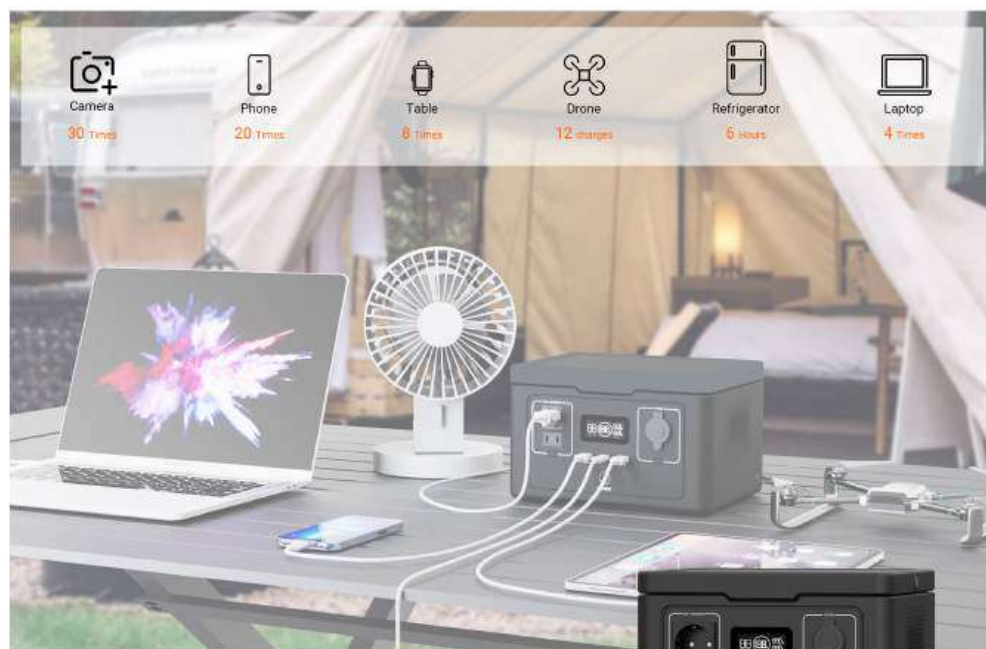 Camera
Phone
Table
Drone
Refrigerator
Laptop
30 Times
20 Times
8 Times
12 charges
6 Hours
4 Times